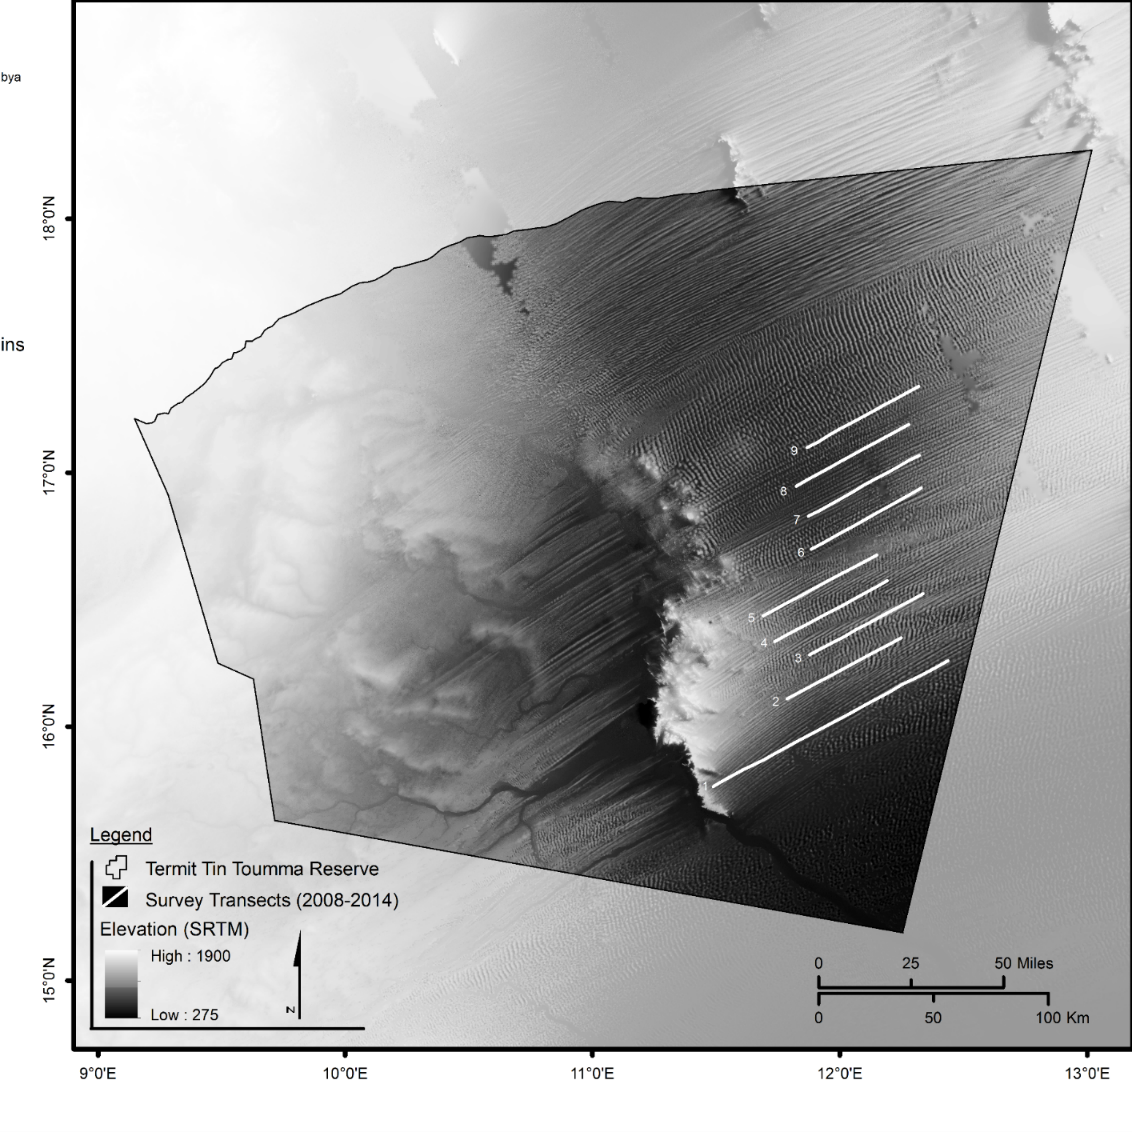 bya
18°0'N
ins
17°0'N
9
8
7
6
5
4
3
16°0'N
2
1
Legend
Termit Tin Toumma Reserve
Survey Transects (2008-2014)
Elevation (SRTM)
High : 1900
Low : 275
N
15°0'N
0 25 50 Miles
0 50 100 Km
9°0'E 10°0'E 11°0'E 12°0'E 13°0'E